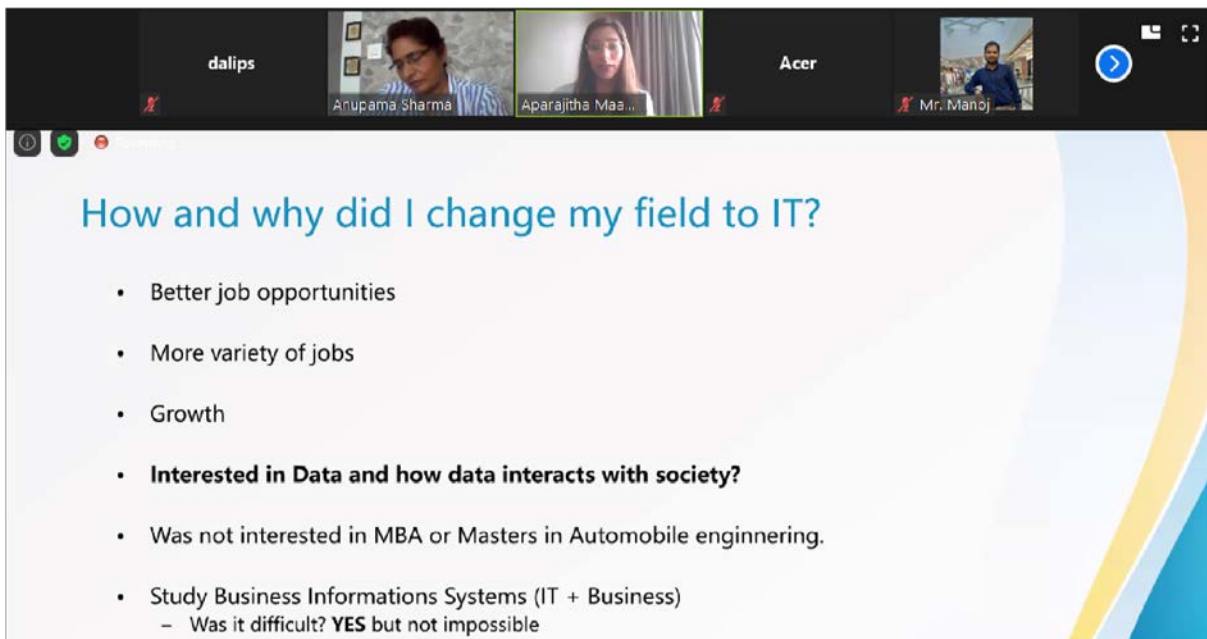 dalips
Anupama Sharma
Aparajitha Maa...
Acer
Mr. Manoj
How and why did I change my field to IT?
• Better job opportunities
• More variety of jobs
• Growth
• Interested in Data and how data interacts with society?
• Was not interested in MBA or Masters in Automobile enginnering.
• Study Business Informations Systems (IT + Business)
– Was it difficult? YES but not impossible